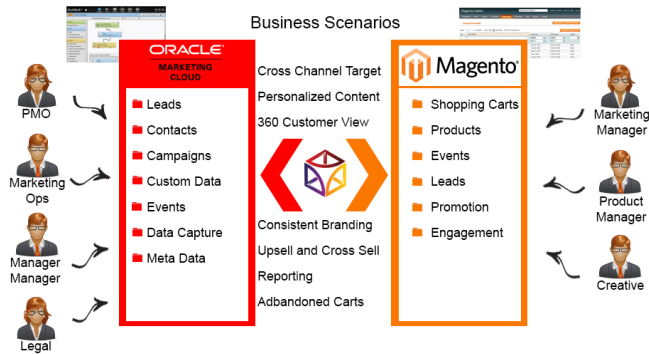 Business Scenarios
Magento Admin
ORACLE
MARKETING
CLOUD
Leads
Contacts
Campaigns
Custom Data
Events
Data Capture
Meta Data
PMO
Marketing
Ops
Manager
Manager
Legal
Cross Channel Target
Personalized Content
360 Customer View
Consistent Branding
Upsell and Cross Sell
Reporting
Adbandoned Carts
Magento
Shopping Carts
Products
Events
Leads
Promotion
Engagement
Marketing
Manager
Product
Manager
Creative